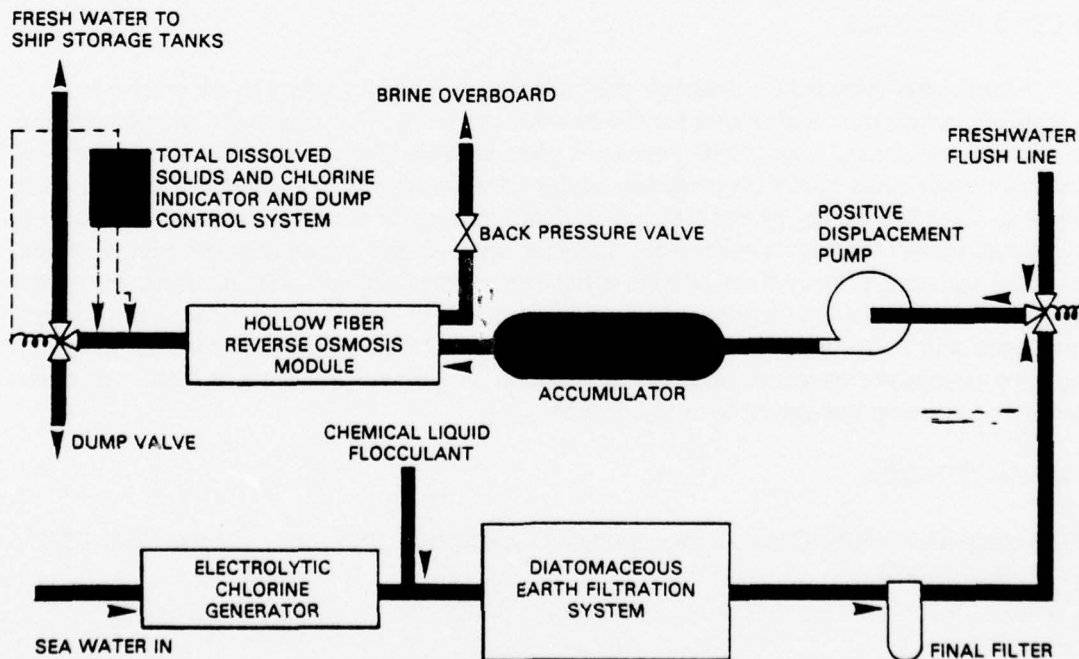 FRESH WATER TO
SHIP STORAGE TANKS
BRINE OVERBOARD
FRESHWATER
FLUSH LINE
TOTAL DISSOLVED
SOLIDS AND CHLORINE
INDICATOR AND DUMP
CONTROL SYSTEM
POSITIVE
DISPLACEMENT
PUMP
BACK PRESSURE VALVE
HOLLOW FIBER
REVERSE OSMOSIS
MODULE
ACCUMULATOR
DUMP VALVE
CHEMICAL LIQUID
FLOCCULANT
ELECTROLYTIC
CHLORINE
GENERATOR
DIATOMACEOUS
EARTH FILTRATION
SYSTEM
SEA WATER IN
FINAL FILTER